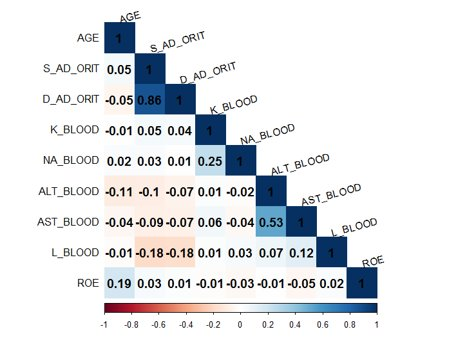 AGE
AGE 1 S_AD_ORIT
S_AD_ORIT 0.05 1 D_AD_ORIT
D_AD_ORIT -0.05 0.86 1 K_BLOOD
K_BLOOD -0.01 0.05 0.04 1 NA_BLOOD
NA_BLOOD 0.02 0.03 0.01 0.25 1 ALT_BLOOD
ALT_BLOOD -0.11 -0.1 -0.07 0.01 -0.02 1 AST_BLOOD
AST_BLOOD -0.04 -0.09 -0.07 0.06 -0.04 0.53 1 L_BLOOD
L_BLOOD -0.01 -0.18 -0.18 0.01 0.03 0.07 0.12 1 ROE
ROE 0.19 0.03 0.01 -0.01 -0.03 -0.01 -0.05 0.02 1
-1 -0.8 -0.6 -0.4 -0.2 0 0.2 0.4 0.6 0.8 1